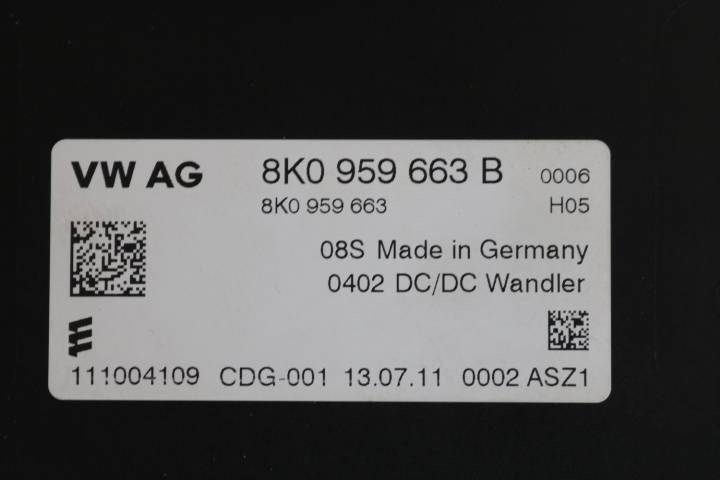 VW AG 8K0 959 663 B 0006
8K0 959 663 H05
08S Made in Germany
0402 DC/DC Wandler
111004109 CDG-001 13.07.11 0002 ASZ1